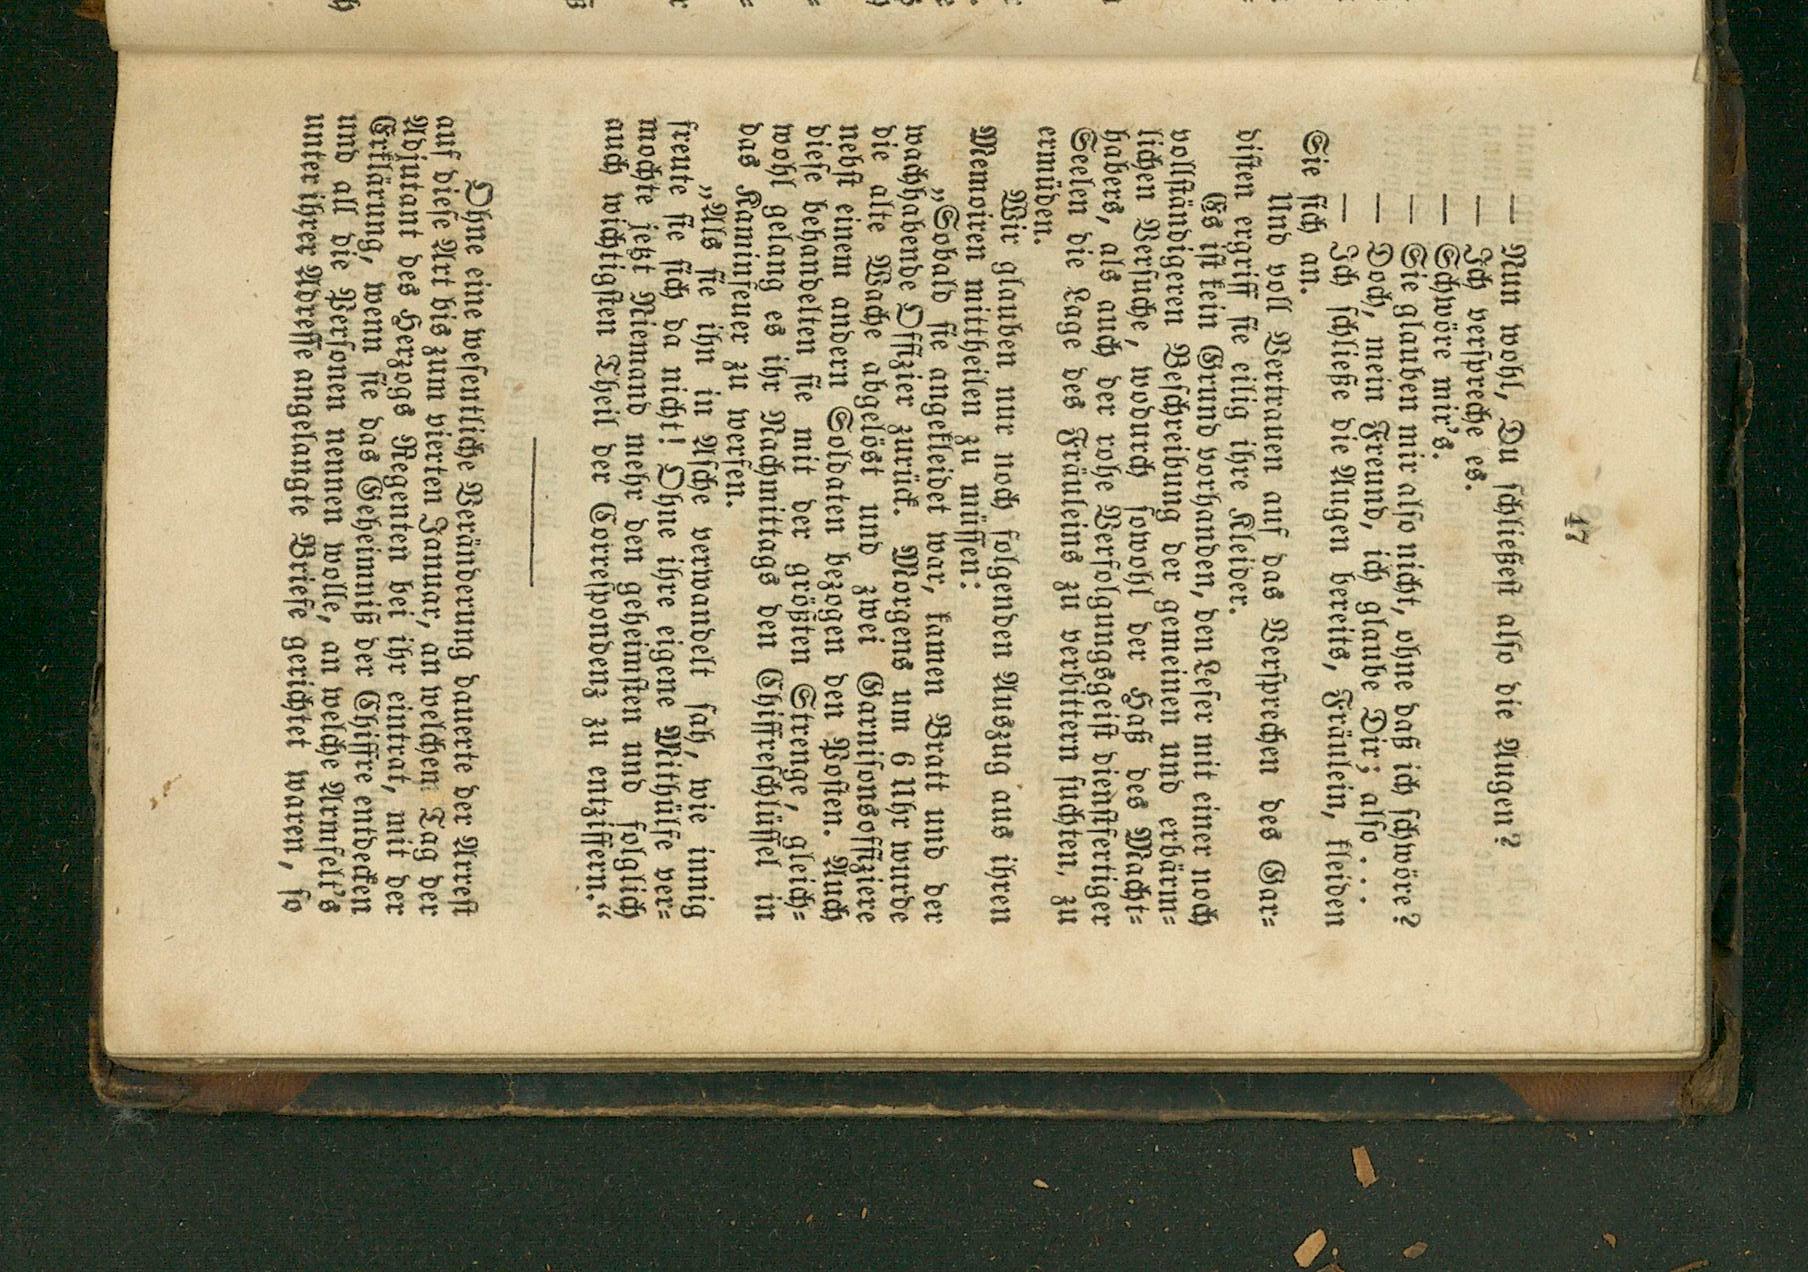 17
— Nun wohl, Du schließest also die Augen?
— Ich verspreche es.
— Schwöre mir's.
— Sie glauben mir also nicht, ohne daß ich schwöre?
— Doch, mein Freund, ich glaube Dir; also . . .
— Ich schließe die Augen bereits, Fräulein, kleiden
Sie sich an.
Und voll Vertrauen auf das Versprechen des Gar-
disten ergriff sie eilig ihre Kleider.
Es ist kein Grund vorhanden, den Leser mit einer noch
vollständigeren Beschreibung der gemeinen und erbärm-
lichen Versuche, wodurch sowohl der Haß des Macht-
habers, als auch der rohe Verfolgungsgeist dienstfertiger
Seelen die Lage des Fräuleins zu verbittern suchten, zu
ermüden.
Wir glauben nur noch folgenden Auszug aus ihren
Memoiren mittheilen zu müssen:
„Sobald sie angekleidet war, kamen Bratt und der
wachhabende Offizier zurück. Morgens um 6 Uhr wurde
die alte Wache abgelöst und zwei Garnisonsoffiziere
nebst einem andern Soldaten bezogen den Posten. Auch
diese behandelten sie mit der größten Strenge, gleich-
wohl gelang es ihr Nachmittags den Chiffreschlüssel in
das Kaminfeuer zu werfen.
„Als sie ihn in Asche verwandelt sah, wie innig
freute sie sich da nicht! Ohne ihre eigene Mithülfe ver-
mochte jetzt Niemand mehr den geheimsten und folglich
auch wichtigsten Theil der Correspondenz zu entziffern.“
Ohne eine wesentliche Veränderung dauerte der Arrest
auf diese Art bis zum vierten Januar, an welchem Tag der
Adjutant des Herzogs Regenten bei ihr eintrat, mit der
Erklärung, wenn sie das Geheimniß der Chiffre entdecken
und all die Personen nennen wolle, an welche Armfelt's
unter ihrer Adresse angelangte Briefe gerichtet waren, so